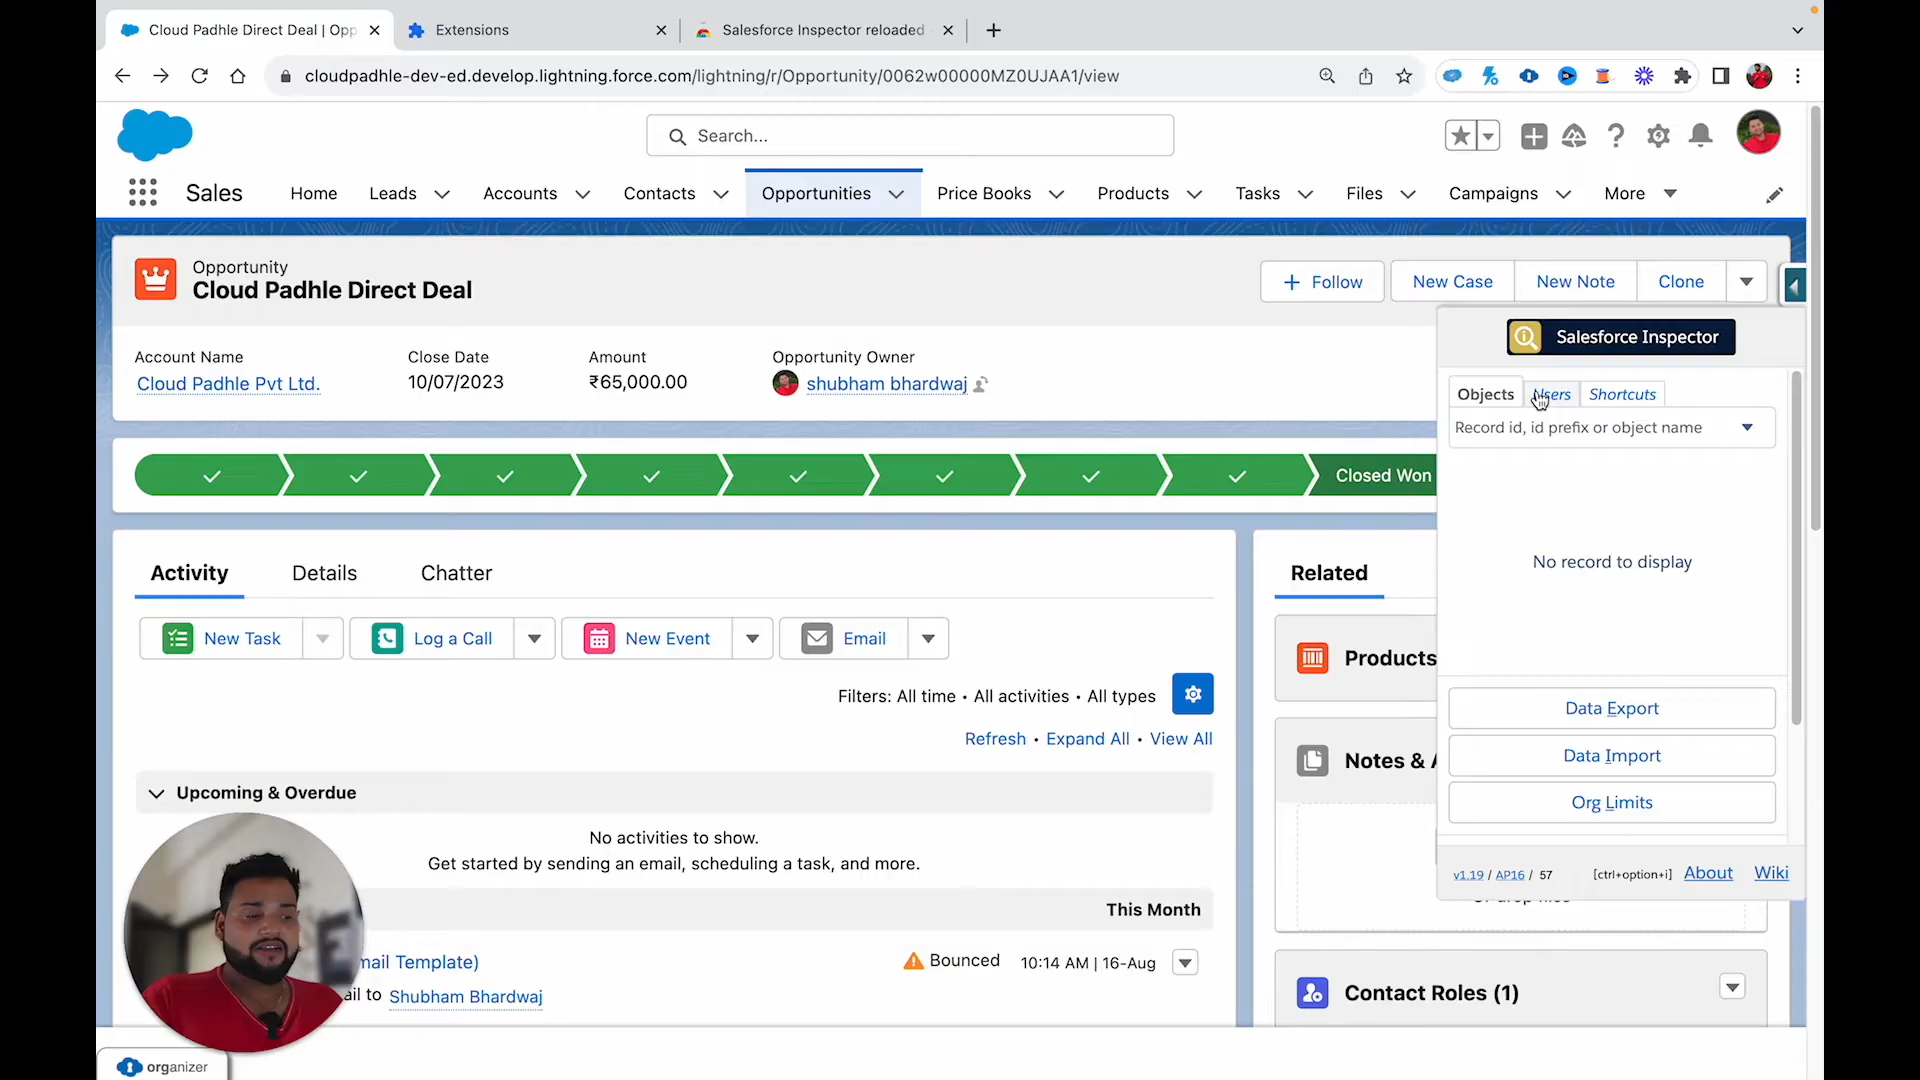 Cloud Padhle Direct Deal | Opp
Extensions
Salesforce Inspector reloaded
cloudpadhle-dev-ed.develop.lightning.force.com/lightning/r/Opportunity/0062w00000MZ0UJAA1/view
Search...
Sales
Home
Leads
Accounts
Contacts
Opportunities
Price Books
Products
Tasks
Files
Campaigns
More
Opportunity
Cloud Padhle Direct Deal
+ Follow
New Case
New Note
Clone
Account Name
Cloud Padhle Pvt Ltd.
Close Date
10/07/2023
Amount
₹65,000.00
Opportunity Owner
shubham bhardwaj
Closed Won
Salesforce Inspector
Objects
Users
Shortcuts
Record id, id prefix or object name
No record to display
Data Export
Data Import
Org Limits
v1.19 / AP16 / 57
[ctrl+option+i]
About
Wiki
Activity
Details
Chatter
New Task
Log a Call
New Event
Email
Filters: All time • All activities • All types
Refresh • Expand All • View All
Upcoming & Overdue
No activities to show.
Get started by sending an email, scheduling a task, and more.
This Month
mail Template)
Bounced
10:14 AM | 16-Aug
ail to Shubham Bhardwaj
Related
Products
Notes &
Contact Roles (1)
organizer